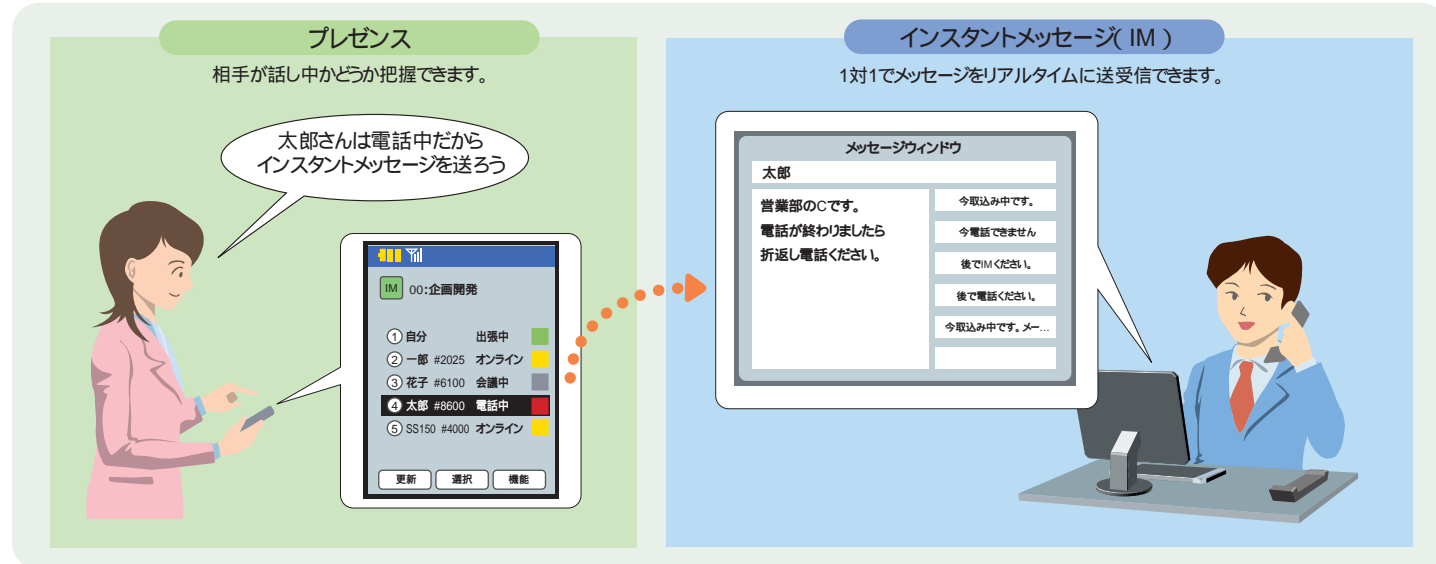 プレゼンス
相手が話し中かどうか把握できます。
太郎さんは電話中だから
インスタントメッセージを送ろう
IM 00:企画開発
① 自分 出張中
② 一郎 #2025 オンライン
③ 花子 #6100 会議中
④ 太郎 #8600 電話中
⑤ SS150 #4000 オンライン
更新 選択 機能
インスタントメッセージ(IM)
1対1でメッセージをリアルタイムに送受信できます。
メッセージウィンドウ
太郎
営業部のCです。
電話が終わりましたら
折返し電話ください。
今取込み中です。
今電話できません
後でIMください。
後で電話ください。
今取込み中です。メー…